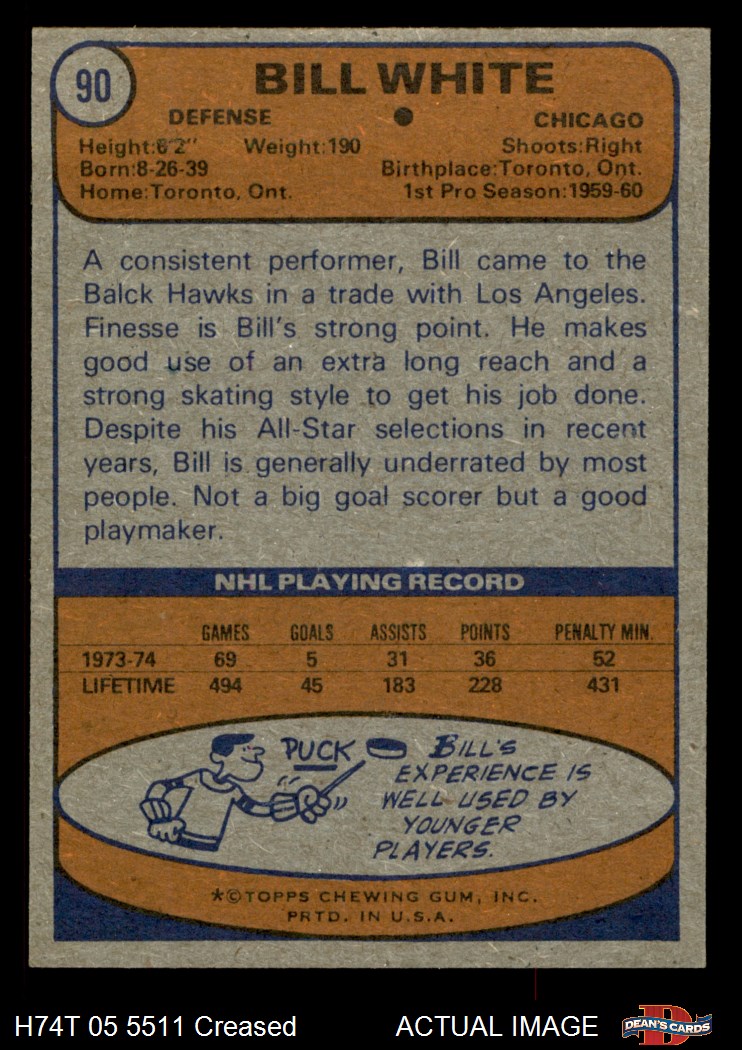 90
BILL WHITE
DEFENSE
CHICAGO
Height:6'2" Weight:190 Shoots:Right
Born:8-26-39 Birthplace:Toronto, Ont.
Home:Toronto, Ont. 1st Pro Season:1959-60
A consistent performer, Bill came to the
Balck Hawks in a trade with Los Angeles.
Finesse is Bill's strong point. He makes
good use of an extra long reach and a
strong skating style to get his job done.
Despite his All-Star selections in recent
years, Bill is generally underrated by most
people. Not a big goal scorer but a good
playmaker.
NHL PLAYING RECORD
GAMES GOALS ASSISTS POINTS PENALTY MIN.
1973-74 69 5 31 36 52
LIFETIME 494 45 183 228 431
PUCK
BILL'S
EXPERIENCE IS
WELL USED BY
YOUNGER
PLAYERS.
*©TOPPS CHEWING GUM, INC.
PRTD. IN U.S.A.
H74T 05 5511 Creased ACTUAL IMAGE
D
DEAN'S CARDS